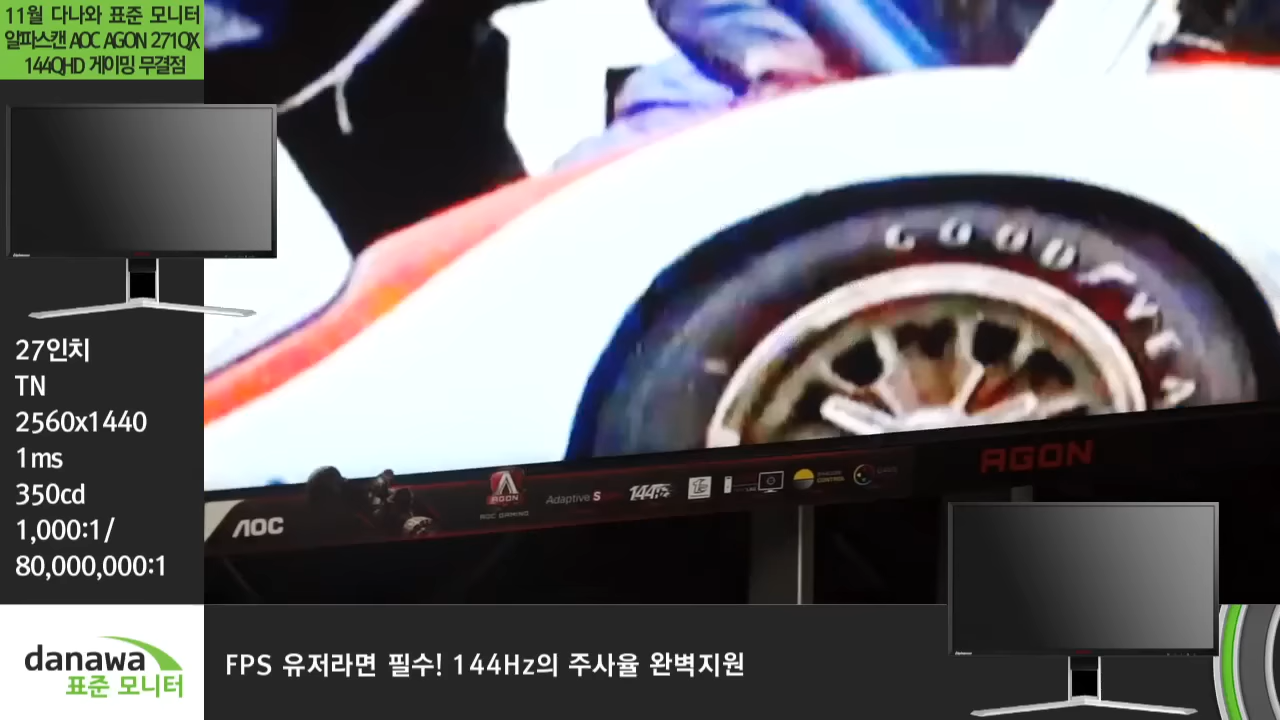 11월 다나와 표준 모니터
알파스캔 AOC AGON 271QX
144QHD 게이밍 무결점
27인치
TN
2560x1440
1ms
350cd
1,000:1/
80,000,000:1
GOODYEAR
AGON
AGON
AOC GAMING
Adaptive S
144Hz
AOC
danawa
표준 모니터
FPS 유저라면 필수! 144Hz의 주사율 완벽지원